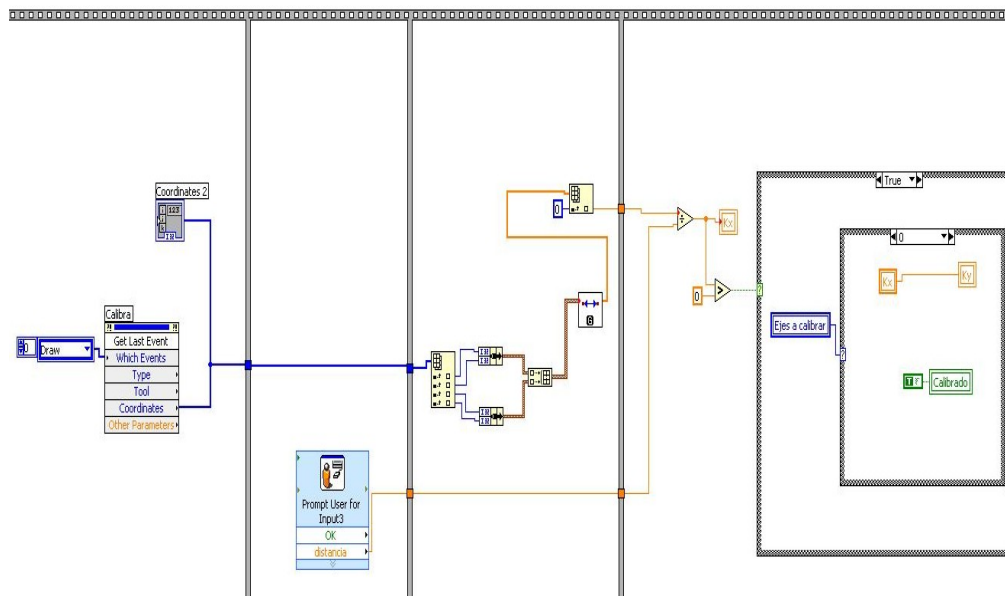 Coordinates 2
123
Calibra
Get Last Event
Draw
Which Events
Type
Tool
Coordinates
Other Parameters
Prompt User for
Input3
OK
distancia
0
G
Kx
0
>
True
0
Kx
Ky
Ejes a calibrar
T
Calibrado